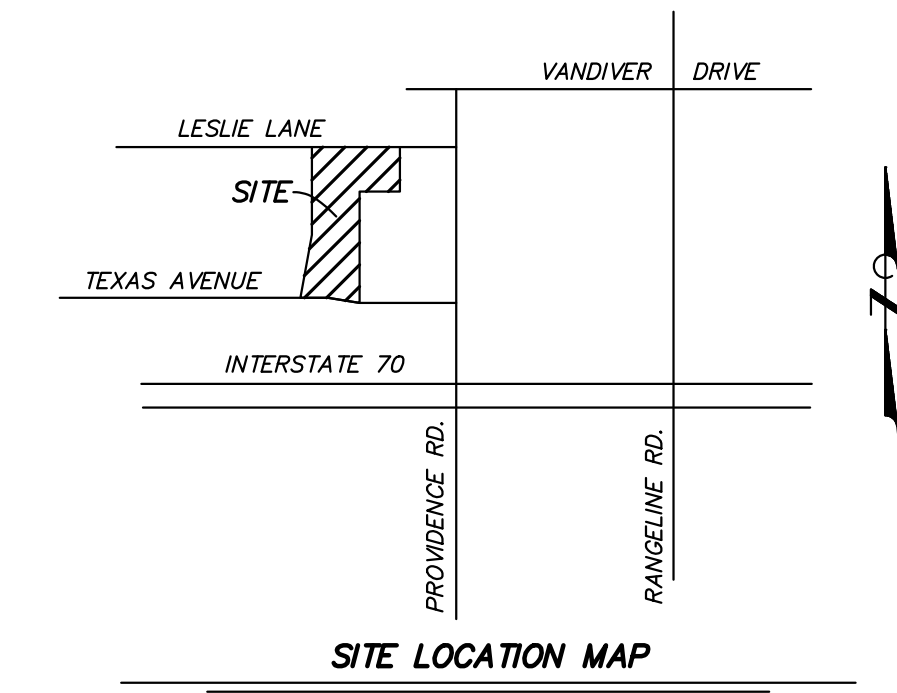 VANDIVER DRIVE
LESLIE LANE
SITE
TEXAS AVENUE
INTERSTATE 70
PROVIDENCE RD.
RANGELINE RD.
SITE LOCATION MAP